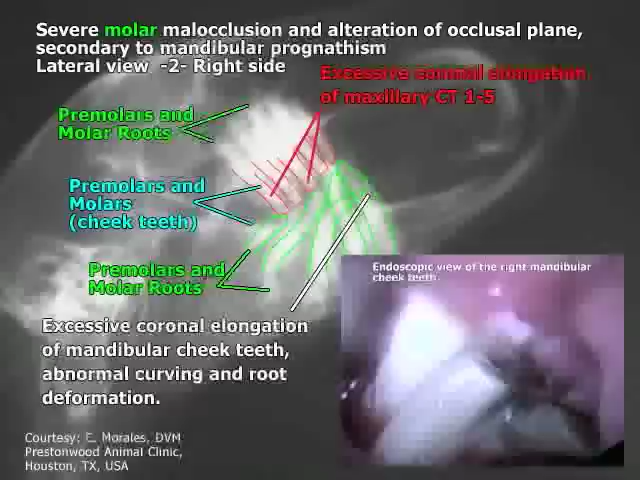 Severe molar malocclusion and alteration of occlusal plane,
secondary to mandibular prognathism
Lateral view -2- Right side
Excessive coronal elongation
of maxillary CT 1-5
Premolars and
Molar Roots
Premolars and
Molars
(cheek teeth)
Premolars and
Molar Roots
Endoscopic view of the right mandibular
cheek teeth.
Excessive coronal elongation
of mandibular cheek teeth,
abnormal curving and root
deformation.
Courtesy: E. Morales, DVM
Prestonwood Animal Clinic,
Houston, TX, USA